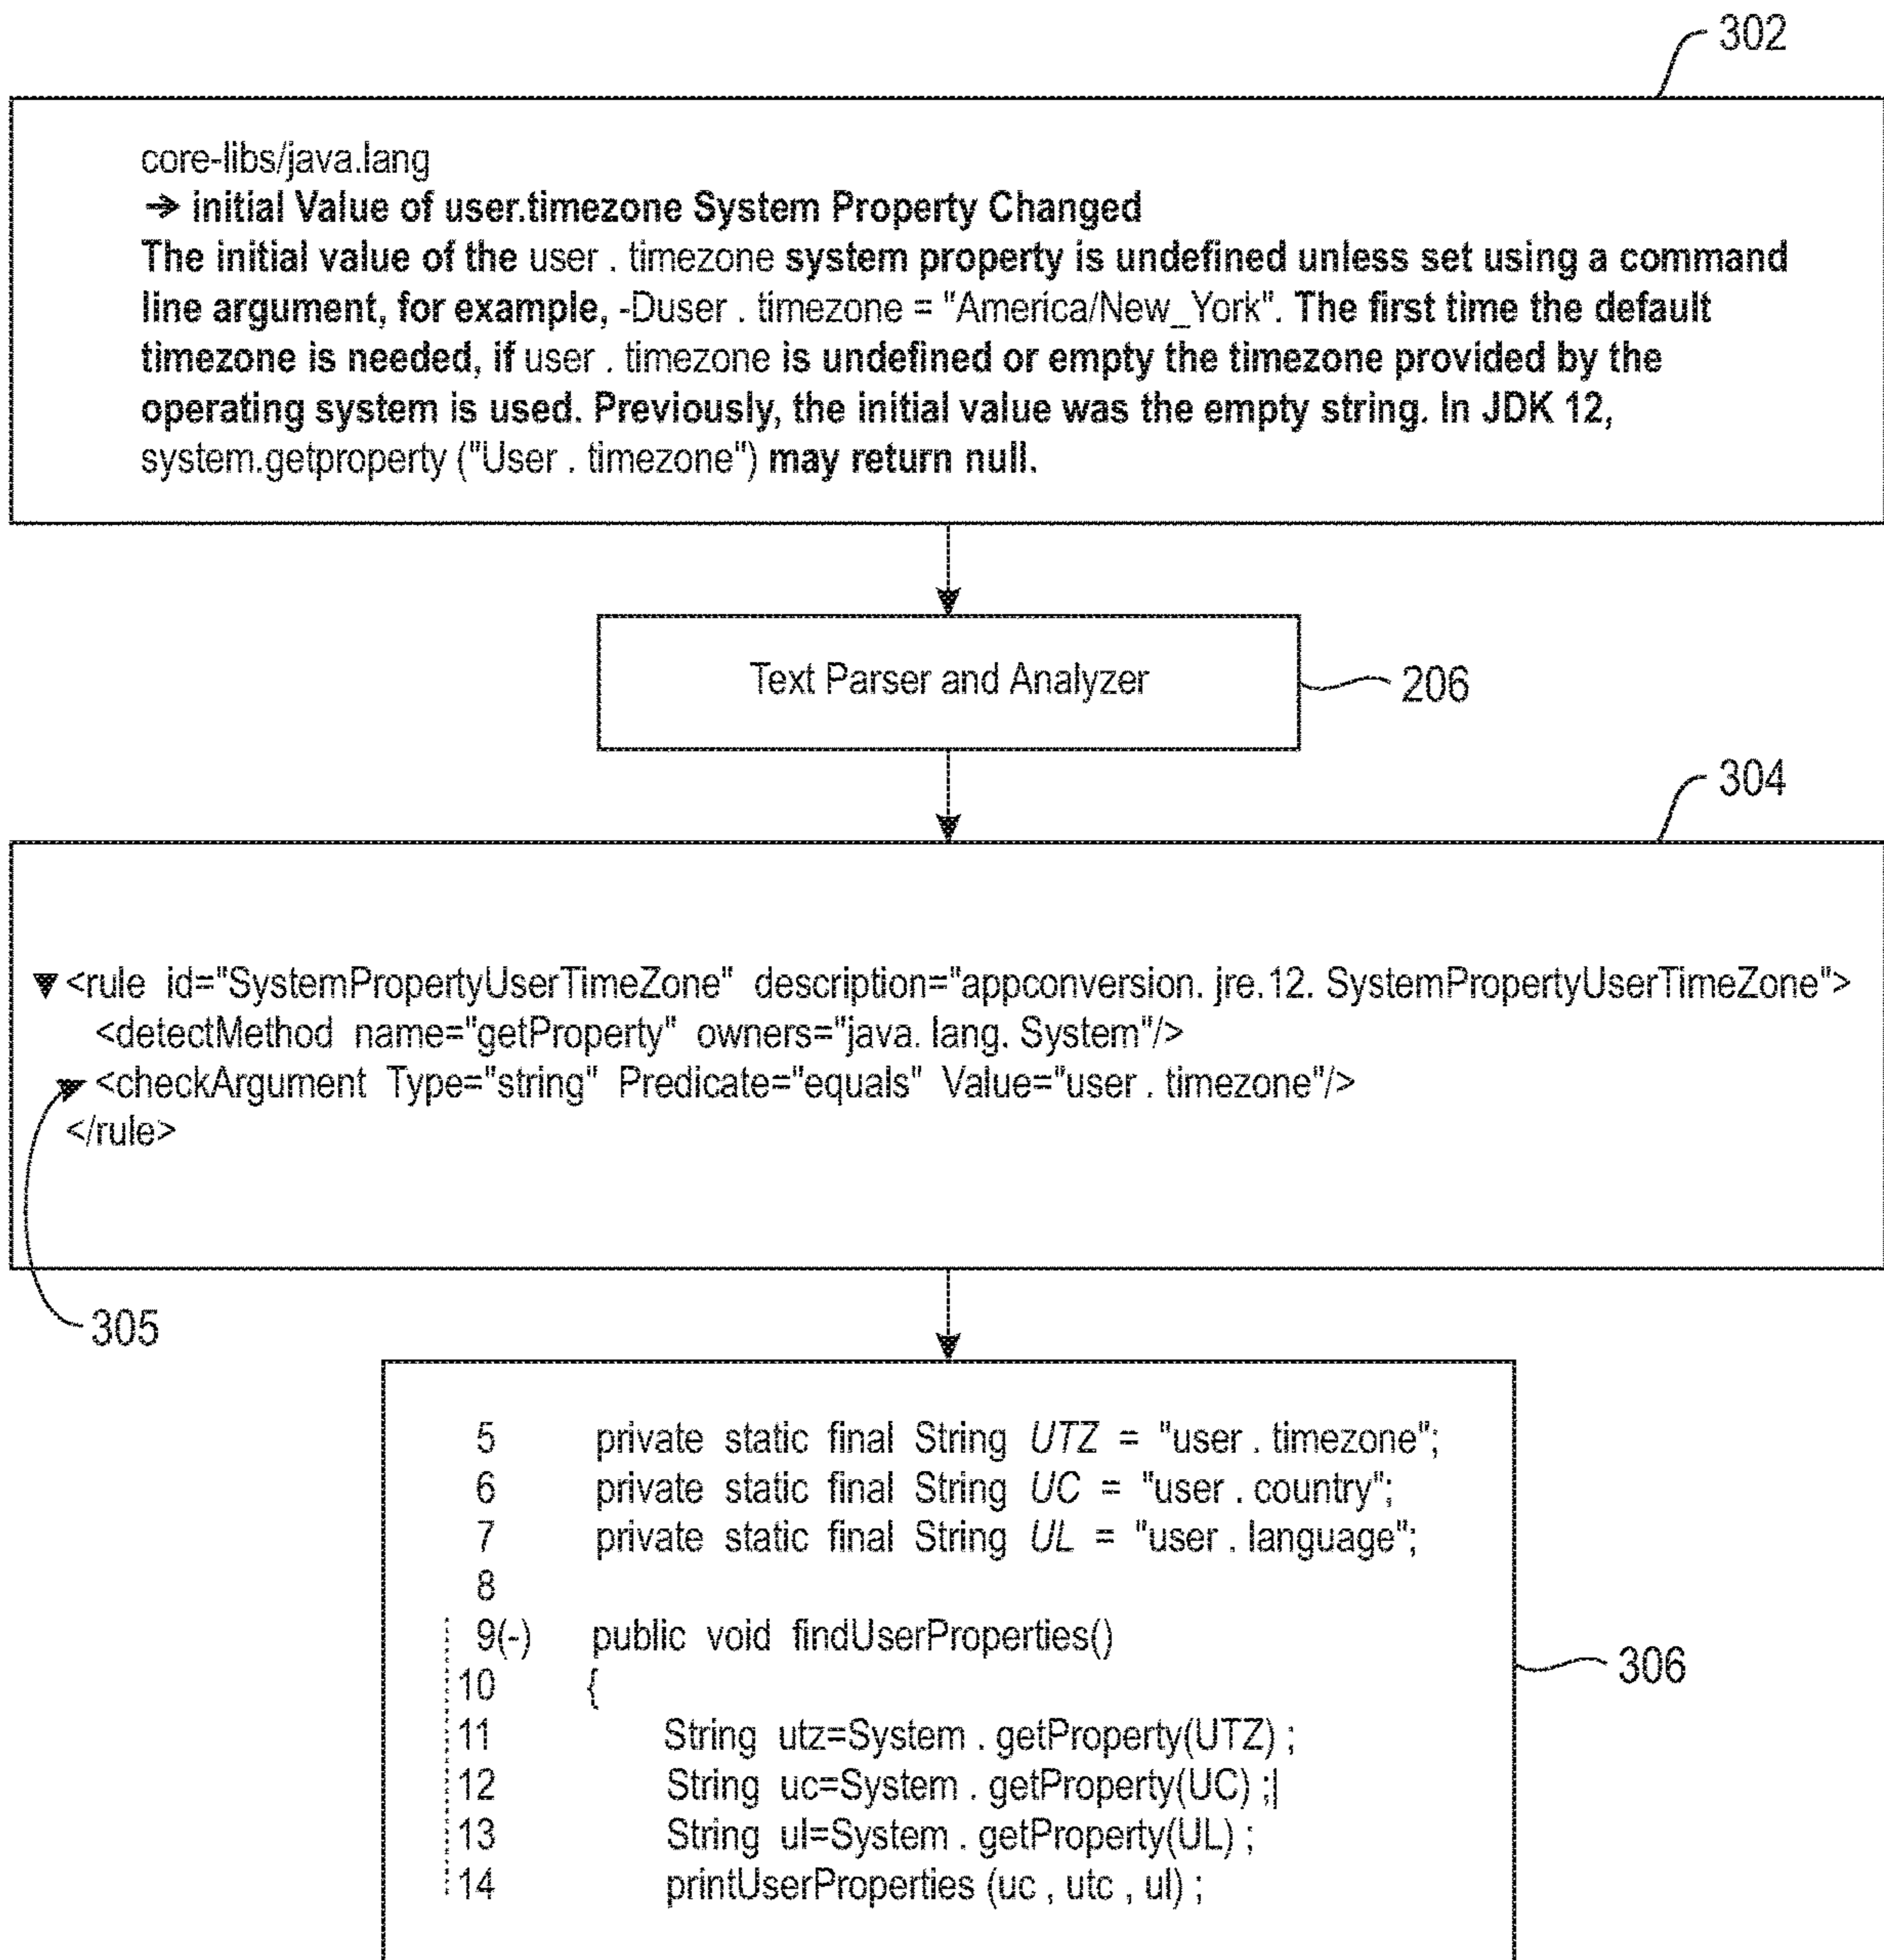 302
core-libs/java.lang
→ initial Value of user.timezone System Property Changed
The initial value of the user . timezone system property is undefined unless set using a command
line argument, for example, -Duser . timezone = "America/New_York". The first time the default
timezone is needed, if user . timezone is undefined or empty the timezone provided by the
operating system is used. Previously, the initial value was the empty string. In JDK 12,
system.getproperty ("User . timezone") may return null.
Text Parser and Analyzer
206
304
<rule id="SystemPropertyUserTimeZone" description="appconversion. jre.12. SystemPropertyUserTimeZone">
<detectMethod name="getProperty" owners="java. lang. System"/>
<checkArgument Type="string" Predicate="equals" Value="user . timezone"/>
</rule>
305
5 private static final String UTZ = "user . timezone";
6 private static final String UC = "user . country";
7 private static final String UL = "user . language";
8
9(-) public void findUserProperties()
10 {
11 String utz=System . getProperty(UTZ) ;
12 String uc=System . getProperty(UC) ;|
13 String ul=System . getProperty(UL) ;
14 printUserProperties (uc , utc , ul) ;
306